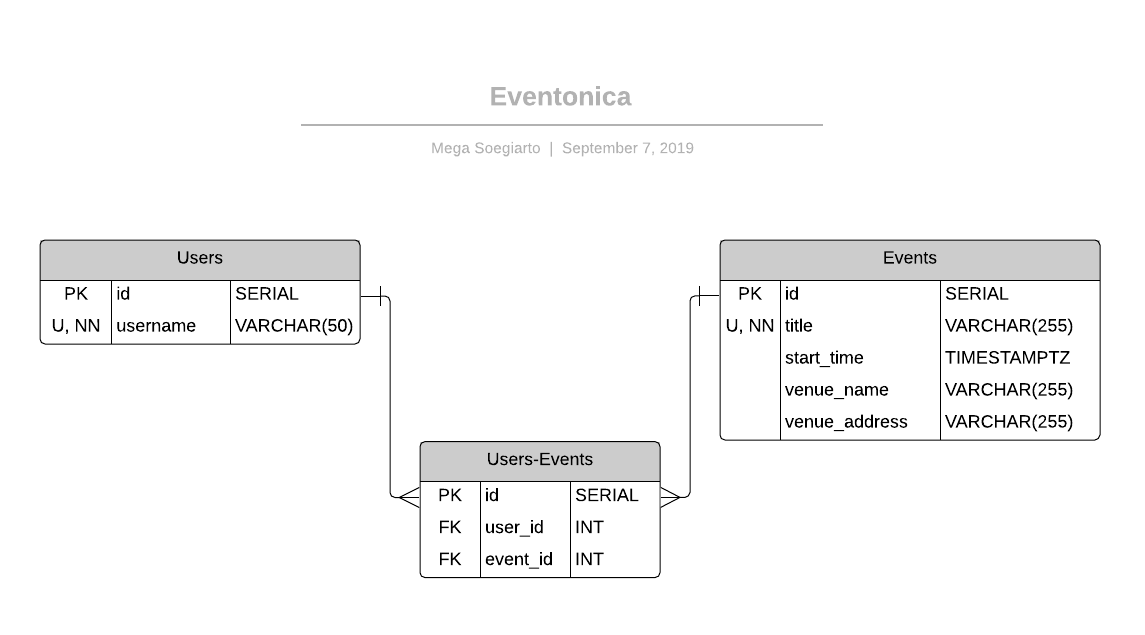 Eventonica
Mega Soegiarto | September 7, 2019
Users
PK id SERIAL
U, NN username VARCHAR(50)
Events
PK id SERIAL
U, NN title VARCHAR(255)
start_time TIMESTAMPTZ
venue_name VARCHAR(255)
venue_address VARCHAR(255)
Users-Events
PK id SERIAL
FK user_id INT
FK event_id INT